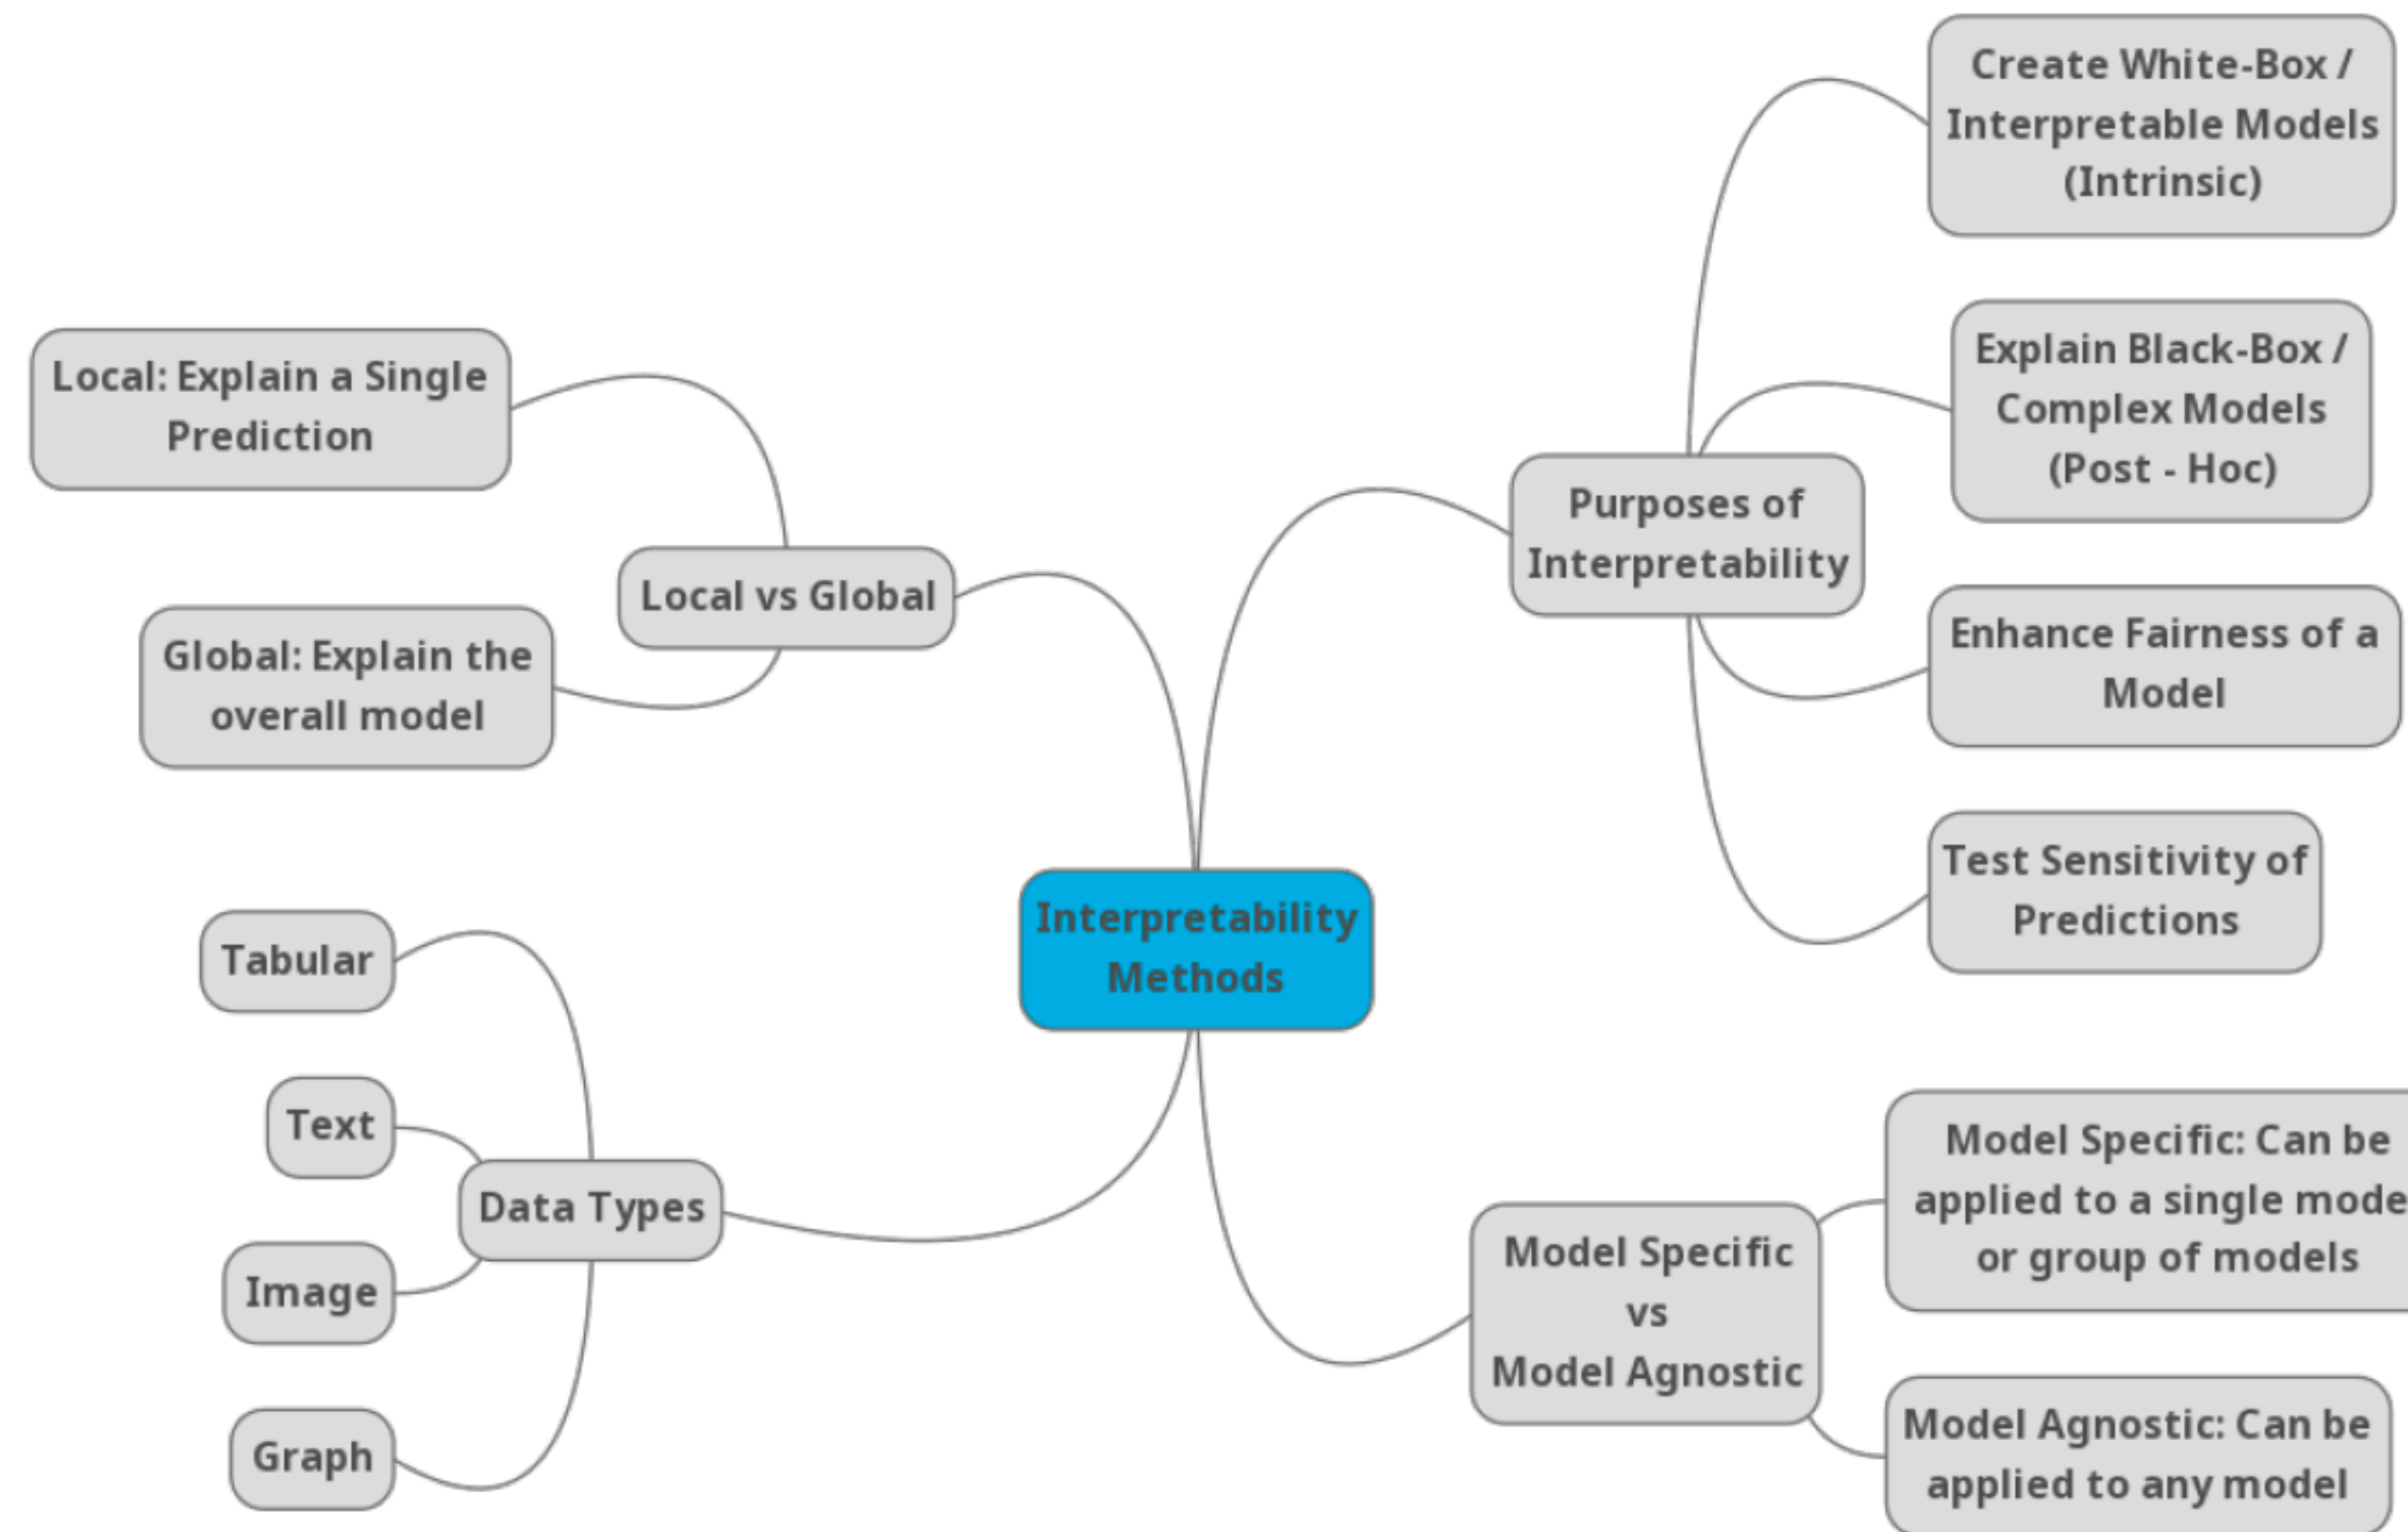 Create White-Box /
Interpretable Models
(Intrinsic)
Explain Black-Box /
Complex Models
(Post - Hoc)
Purposes of
Interpretability
Enhance Fairness of a
Model
Test Sensitivity of
Predictions
Local: Explain a Single
Prediction
Local vs Global
Global: Explain the
overall model
Interpretability
Methods
Tabular
Text
Data Types
Image
Graph
Model Specific
vs
Model Agnostic
Model Specific: Can be
applied to a single mode
or group of models
Model Agnostic: Can be
applied to any model